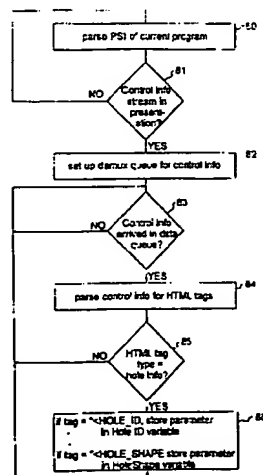 80
parse PSI of current program
81
NO
Control info
stream in
presen-
ation?
YES
82
set up demux queue for control info
83
NO
Control info
arrived in data
queue?
YES
84
parse control info for HTML tags
85
NO
HTML tag
type =
hole info?
YES
if tag = "<HOLE_ID, store parameter
in Hole ID variable
if tag = "<HOLE_SHAPE store parameter
in HoleShape variable